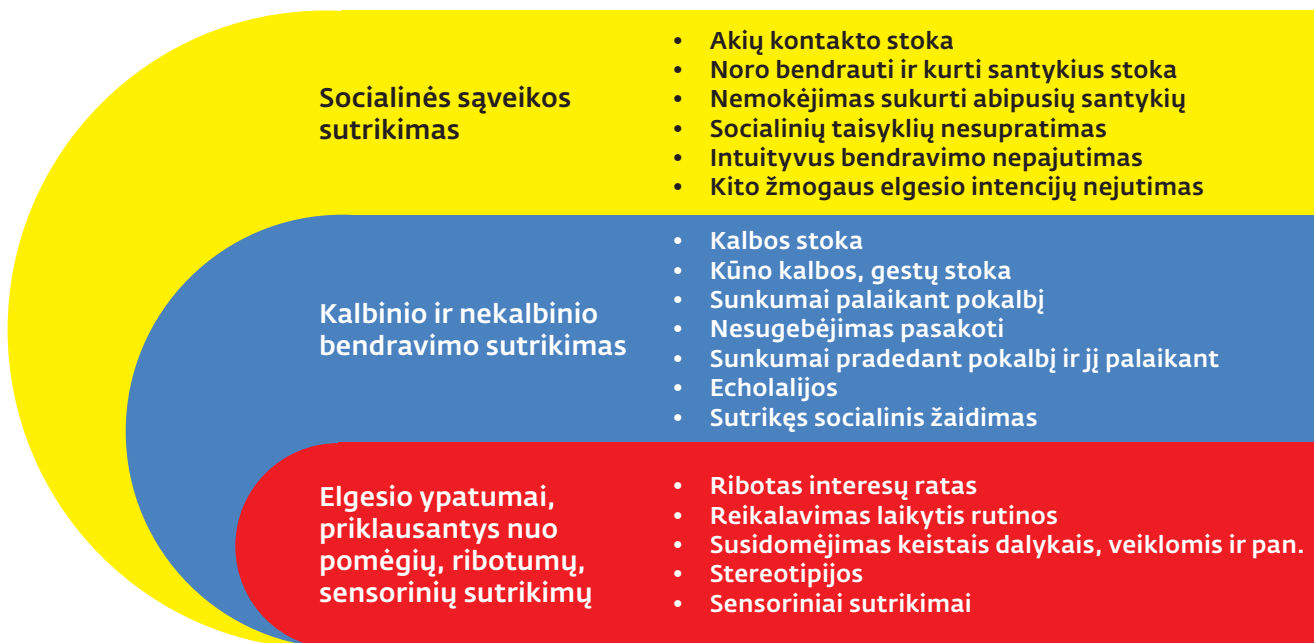 Socialinės sąveikos
sutrikimas
• Akių kontakto stoka
• Noro bendrauti ir kurti santykius stoka
• Nemokėjimas sukurti abipusių santykių
• Socialinių taisyklių nesupratimas
• Intuityvus bendravimo nepajutimas
• Kito žmogaus elgesio intencijų nejutimas
Kalbinio ir nekalbinio
bendravimo sutrikimas
• Kalbos stoka
• Kūno kalbos, gestų stoka
• Sunkumai palaikant pokalbį
• Nesugebėjimas pasakoti
• Sunkumai pradedant pokalbį ir jį palaikant
• Echolalijos
• Sutrikęs socialinis žaidimas
Elgesio ypatumai,
priklausantys nuo
pomėgių, ribotumų,
sensorinių sutrikimų
• Ribotas interesų ratas
• Reikalavimas laikytis rutinos
• Susidomėjimas keistais dalykais, veiklomis ir pan.
• Stereotipijos
• Sensoriniai sutrikimai